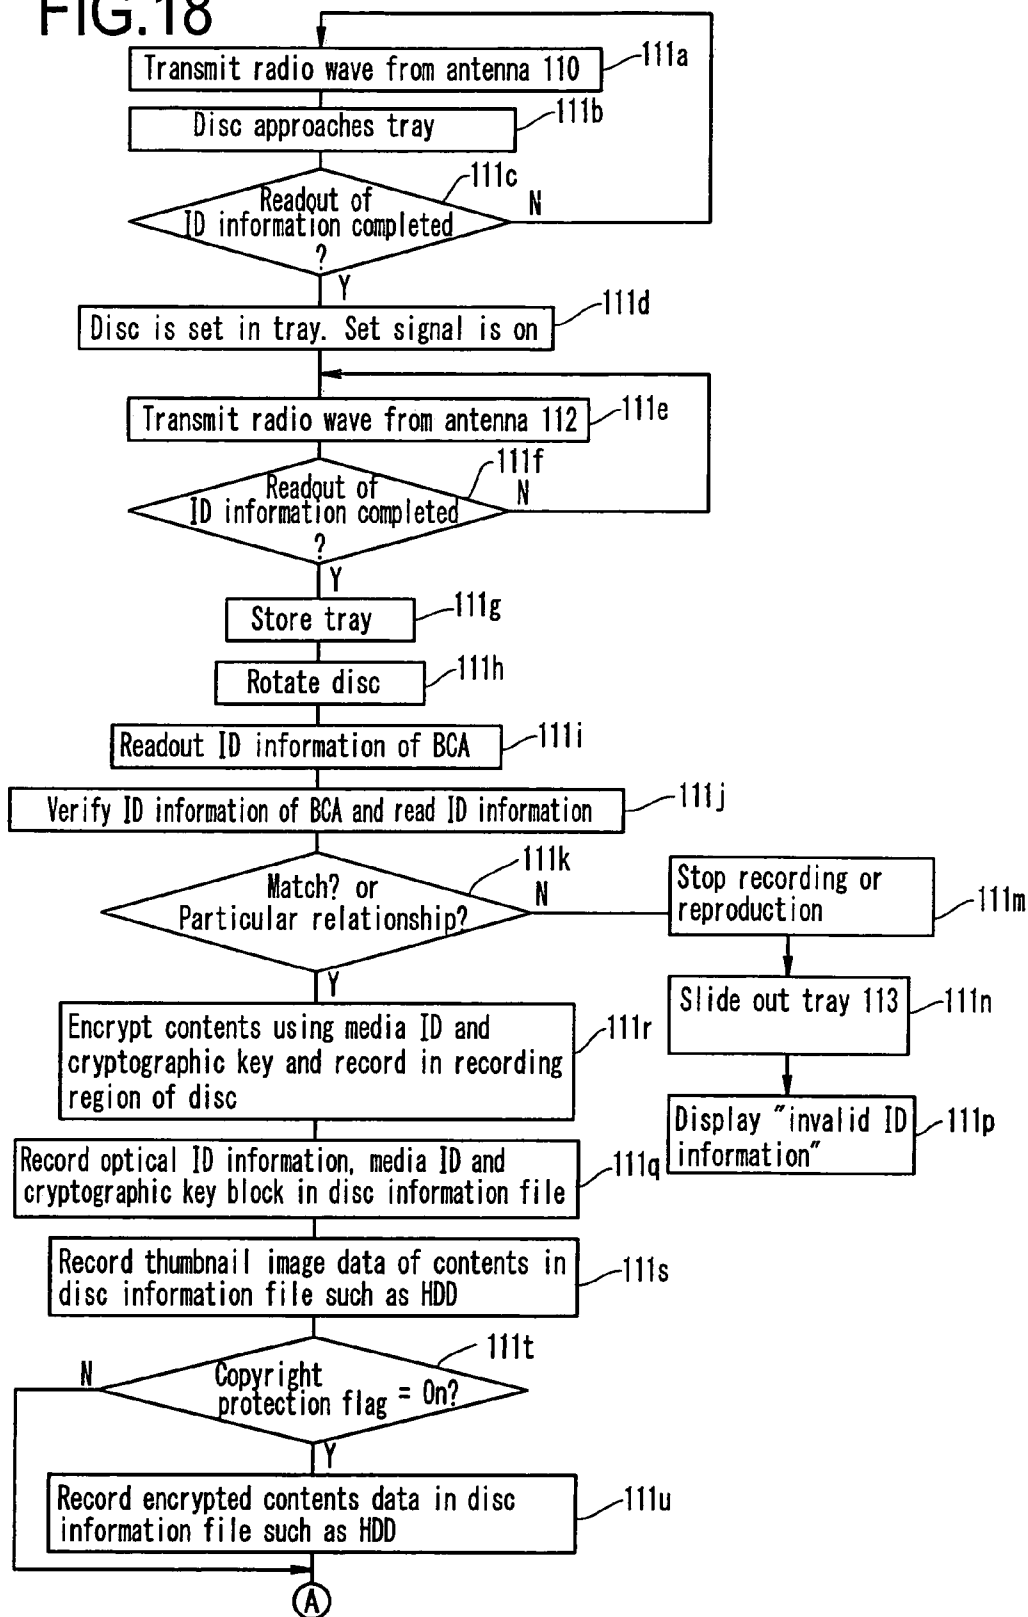 FIG.18
Transmit radio wave from antenna 110
111a
Disc approaches tray
111b
111c
Readout of
ID information completed
?
N
Y
Disc is set in tray. Set signal is on
111d
Transmit radio wave from antenna 112
111e
111f
Readout of
ID information completed
?
N
Y
Store tray
111g
Rotate disc
111h
Readout ID information of BCA
111i
Verify ID information of BCA and read ID information
111j
111k
Match? or
Particular relationship?
N
Y
Stop recording or
reproduction
111m
Slide out tray 113
111n
Display "invalid ID
information"
111p
Encrypt contents using media ID and
cryptographic key and record in recording
region of disc
111r
Record optical ID information, media ID and
cryptographic key block in disc information file
111q
Record thumbnail image data of contents in
disc information file such as HDD
111s
111t
Copyright
protection flag = On?
N
Y
Record encrypted contents data in disc
information file such as HDD
111u
A